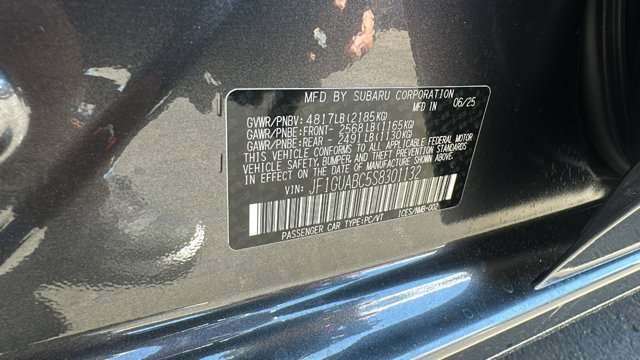 MFD BY SUBARU CORPORATION
GVWR/PNBV: 4817LB(2185KG) 06/25
GAWR/PNBE:FRONT- 2568LB(1165KG)
GAWR/PNBE:REAR - 2491LB(1130KG)
THIS VEHICLE CONFORMS TO ALL APPLICABLE FEDERAL MOTOR
VEHICLE SAFETY, BUMPER, AND THEFT PREVENTION STANDARDS
IN EFFECT ON THE DATE OF MANUFACTURE SHOWN ABOVE.
VIN: JF1GUABC5S8301132
PASSENGER CAR TYPE:PC/VT ICES/NMB-002